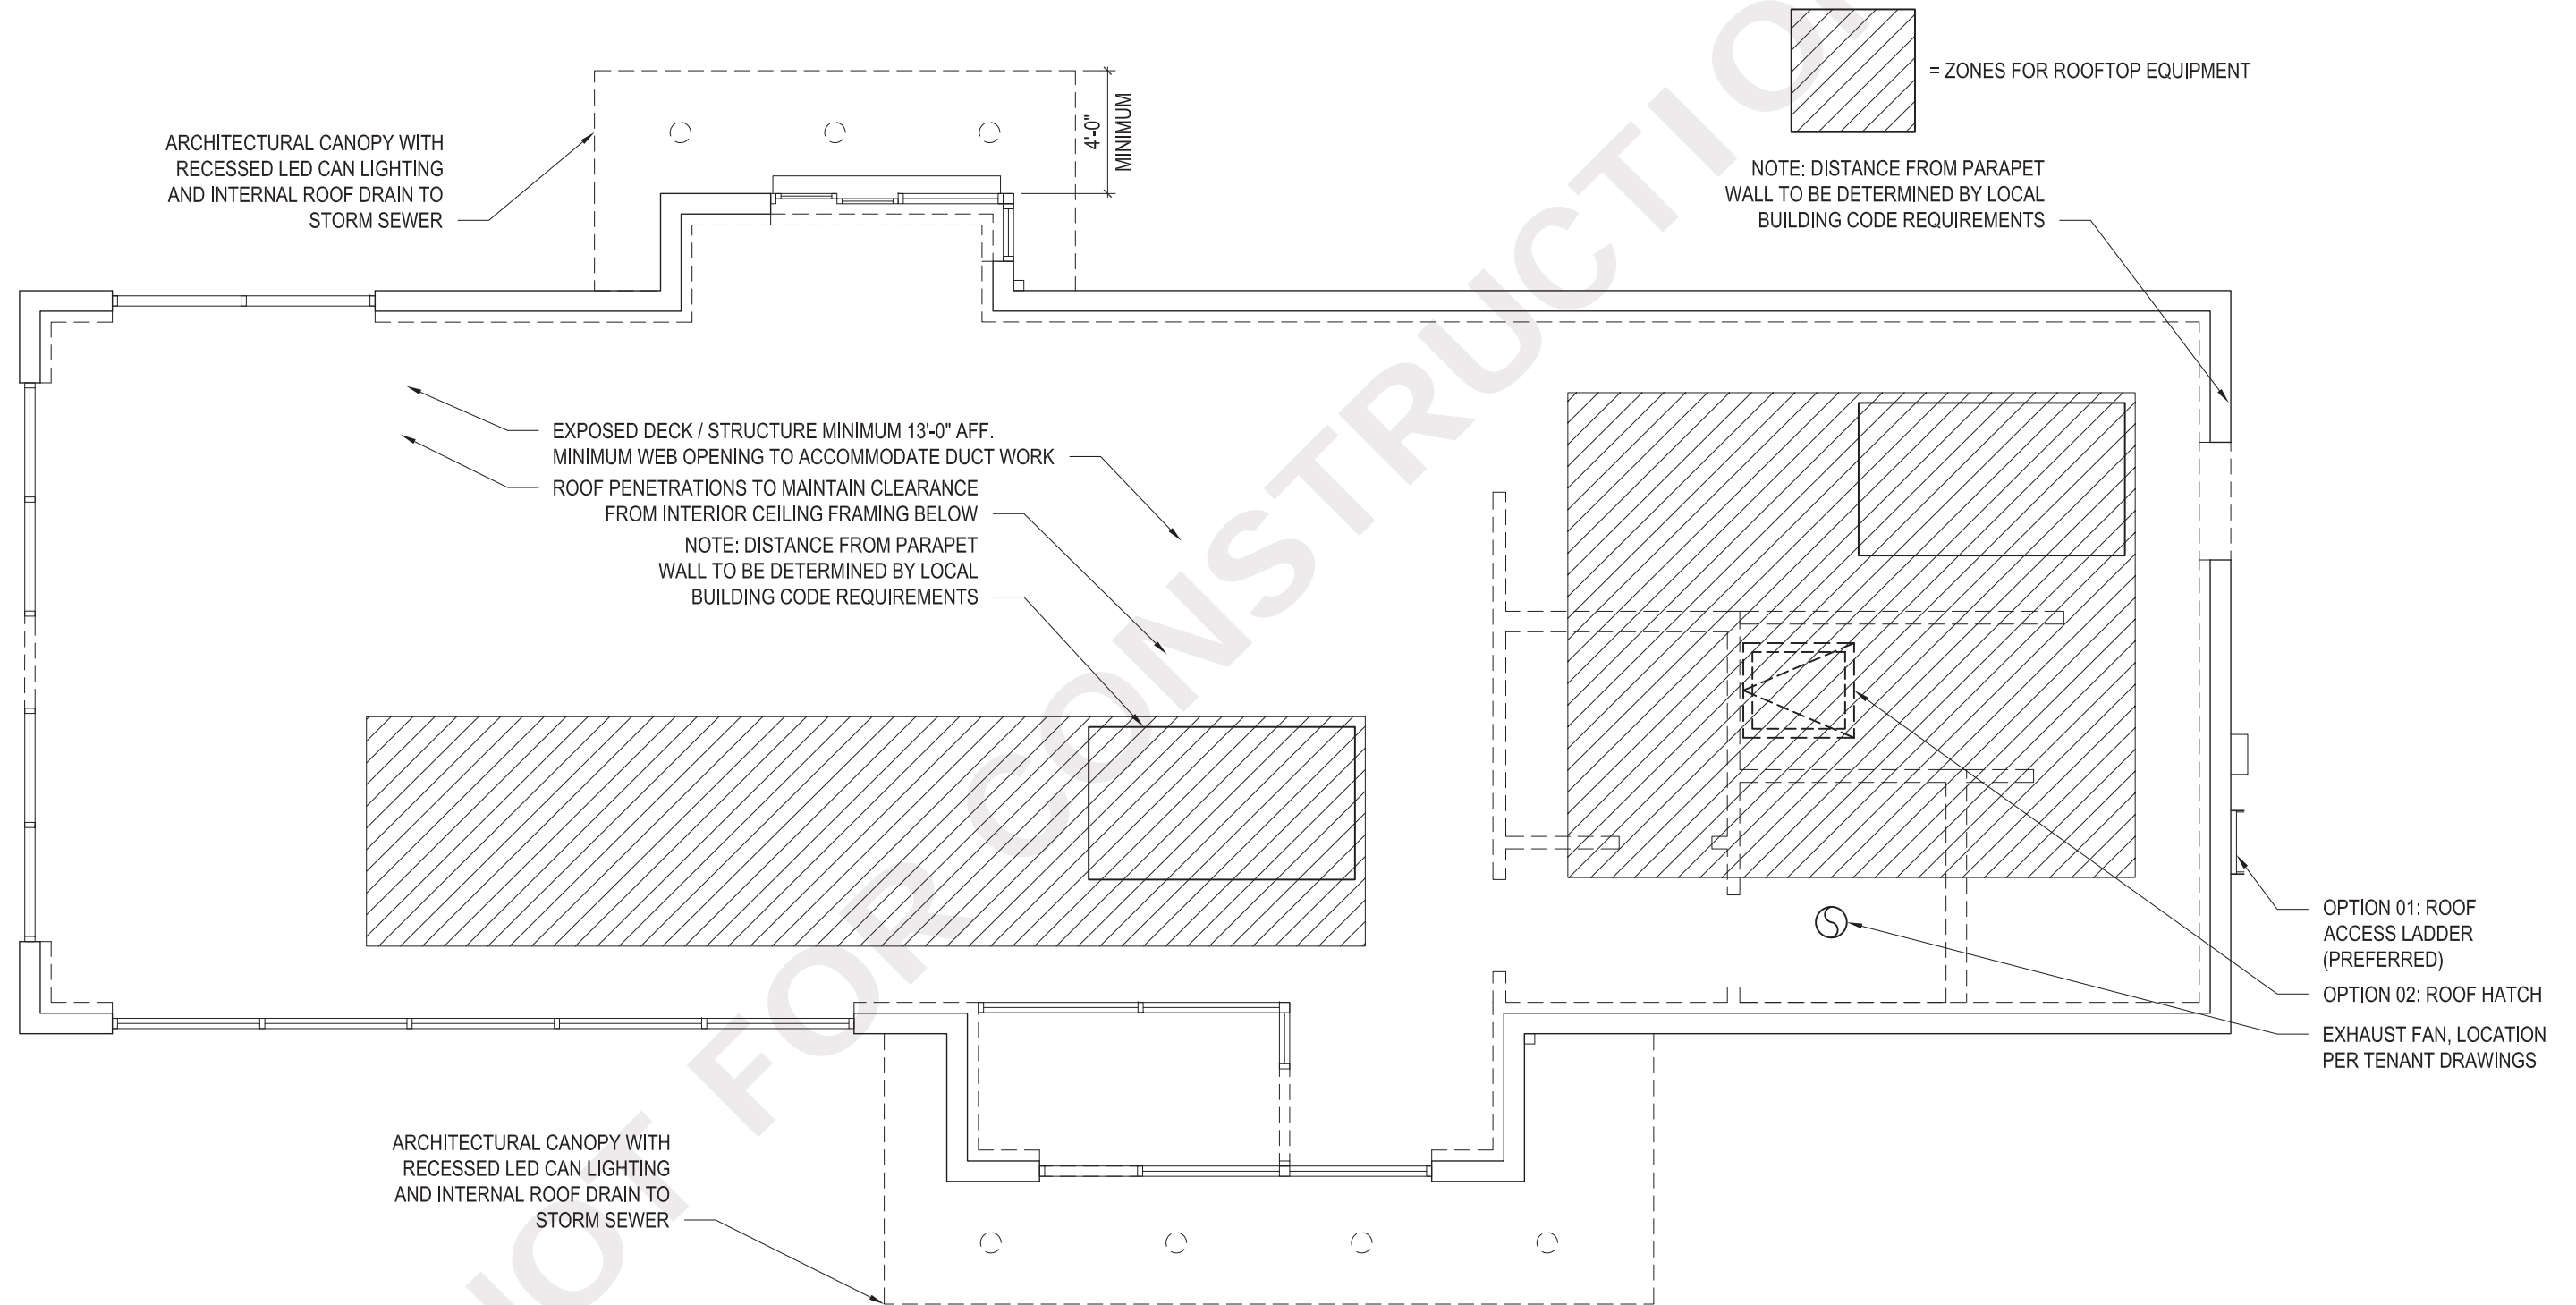 = ZONES FOR ROOFTOP EQUIPMENT
ARCHITECTURAL CANOPY WITH
RECESSED LED CAN LIGHTING
AND INTERNAL ROOF DRAIN TO
STORM SEWER
4'-0"
MINIMUM
NOTE: DISTANCE FROM PARAPET
WALL TO BE DETERMINED BY LOCAL
BUILDING CODE REQUIREMENTS
EXPOSED DECK / STRUCTURE MINIMUM 13'-0" AFF.
MINIMUM WEB OPENING TO ACCOMMODATE DUCT WORK
ROOF PENETRATIONS TO MAINTAIN CLEARANCE
FROM INTERIOR CEILING FRAMING BELOW
NOTE: DISTANCE FROM PARAPET
WALL TO BE DETERMINED BY LOCAL
BUILDING CODE REQUIREMENTS
OPTION 01: ROOF
ACCESS LADDER
(PREFERRED)
OPTION 02: ROOF HATCH
EXHAUST FAN, LOCATION
PER TENANT DRAWINGS
ARCHITECTURAL CANOPY WITH
RECESSED LED CAN LIGHTING
AND INTERNAL ROOF DRAIN TO
STORM SEWER
NOT FOR CONSTRUCTION